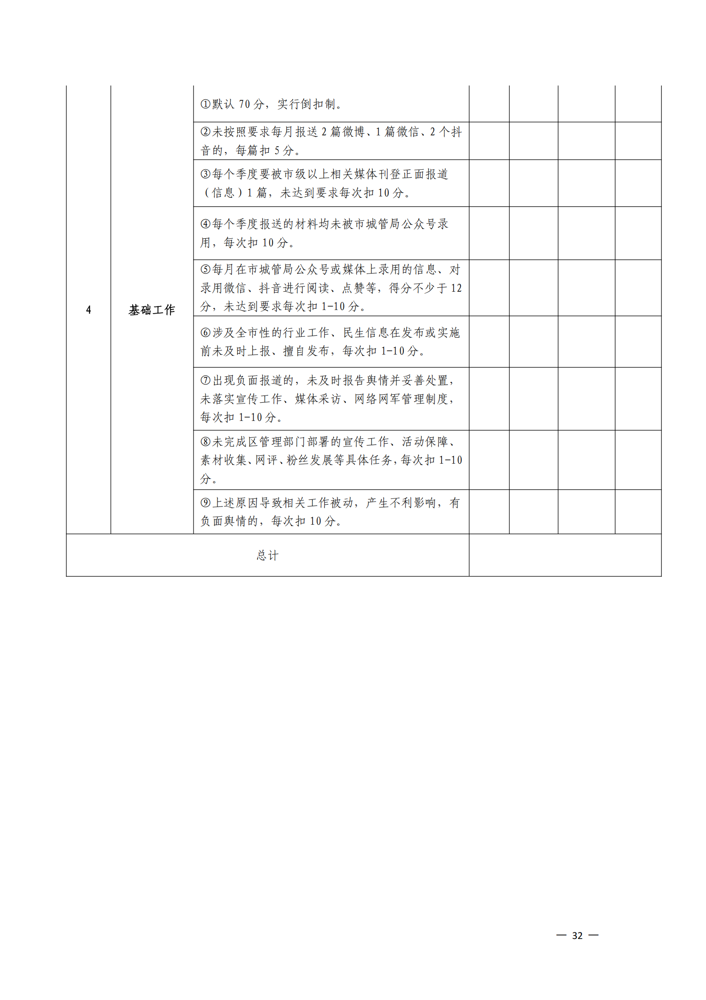 ①默认 70 分，实行倒扣制。
②未按照要求每月报送 2 篇微博、1 篇微信、2 个抖
音的，每篇扣 5 分。
③每个季度要被市级以上相关媒体刊登正面报道
（信息）1 篇，未达到要求每次扣 10 分。
④每个季度报送的材料均未被市城管局公众号录
用，每次扣 10 分。
⑤每月在市城管局公众号或媒体上录用的信息、对
录用微信、抖音进行阅读、点赞等，得分不少于 12
分，未达到要求每次扣 1-10 分。
4 基础工作
⑥涉及全市性的行业工作、民生信息在发布或实施
前未及时上报、擅自发布，每次扣 1-10 分。
⑦出现负面报道的，未及时报告舆情并妥善处置，
未落实宣传工作、媒体采访、网络网军管理制度，
每次扣 1-10 分。
⑧未完成区管理部门部署的宣传工作、活动保障、
素材收集、网评、粉丝发展等具体任务，每次扣 1-10
分。
⑨上述原因导致相关工作被动，产生不利影响，有
负面舆情的，每次扣 10 分。
总计
— 32 —